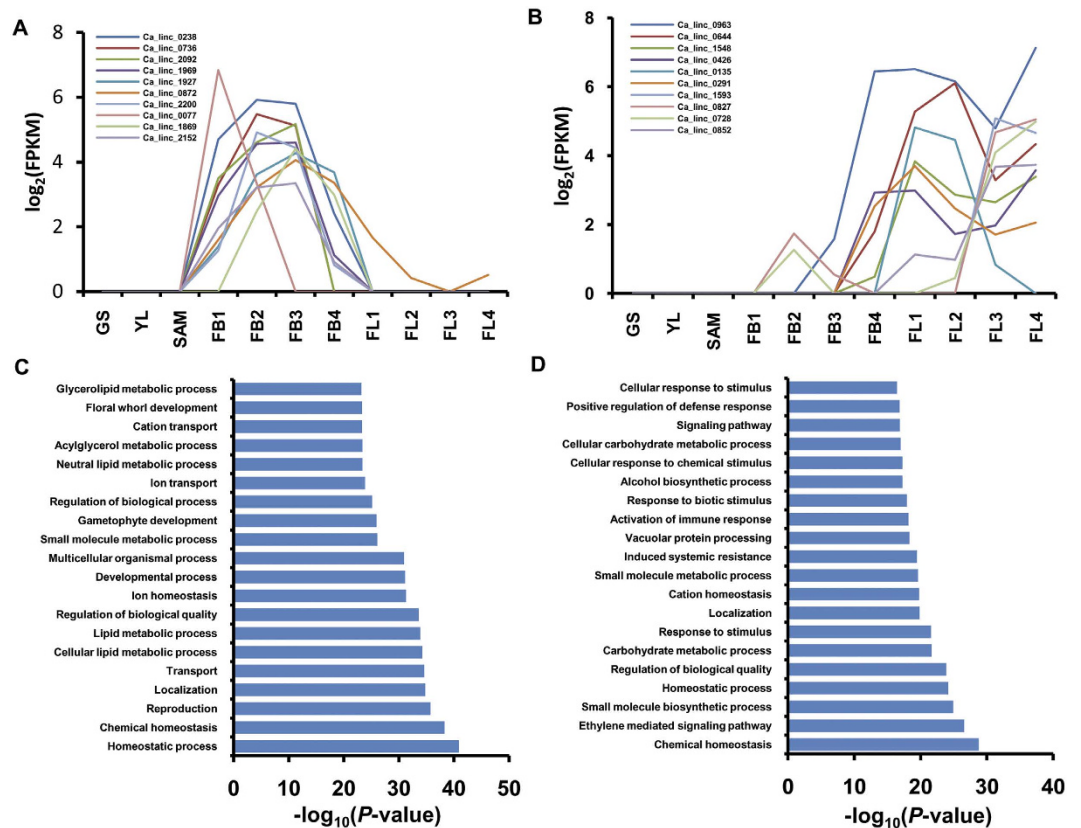 A
8
6
4
2
0
log2(FPKM)
Ca_linc_0238
Ca_linc_0736
Ca_linc_2092
Ca_linc_1969
Ca_linc_1927
Ca_linc_0872
Ca_linc_2200
Ca_linc_0077
Ca_linc_1869
Ca_linc_2152
GS YL SAM FB1 FB2 FB3 FB4 FL1 FL2 FL3 FL4
B
8
6
4
2
0
log2(FPKM)
Ca_linc_0963
Ca_linc_0644
Ca_linc_1548
Ca_linc_0426
Ca_linc_0135
Ca_linc_0291
Ca_linc_1593
Ca_linc_0827
Ca_linc_0728
Ca_linc_0852
GS YL SAM FB1 FB2 FB3 FB4 FL1 FL2 FL3 FL4
C
Glycerolipid metabolic process
Floral whorl development
Cation transport
Acylglycerol metabolic process
Neutral lipid metabolic process
Ion transport
Regulation of biological process
Gametophyte development
Small molecule metabolic process
Multicellular organismal process
Developmental process
Ion homeostasis
Regulation of biological quality
Lipid metabolic process
Cellular lipid metabolic process
Transport
Localization
Reproduction
Chemical homeostasis
Homeostatic process
0 10 20 30 40 50
-log10(P-value)
D
Cellular response to stimulus
Positive regulation of defense response
Signaling pathway
Cellular carbohydrate metabolic process
Cellular response to chemical stimulus
Alcohol biosynthetic process
Response to biotic stimulus
Activation of immune response
Vacuolar protein processing
Induced systemic resistance
Small molecule metabolic process
Cation homeostasis
Localization
Response to stimulus
Carbohydrate metabolic process
Regulation of biological quality
Homeostatic process
Small molecule biosynthetic process
Ethylene mediated signaling pathway
Chemical homeostasis
0 10 20 30 40
-log10(P-value)